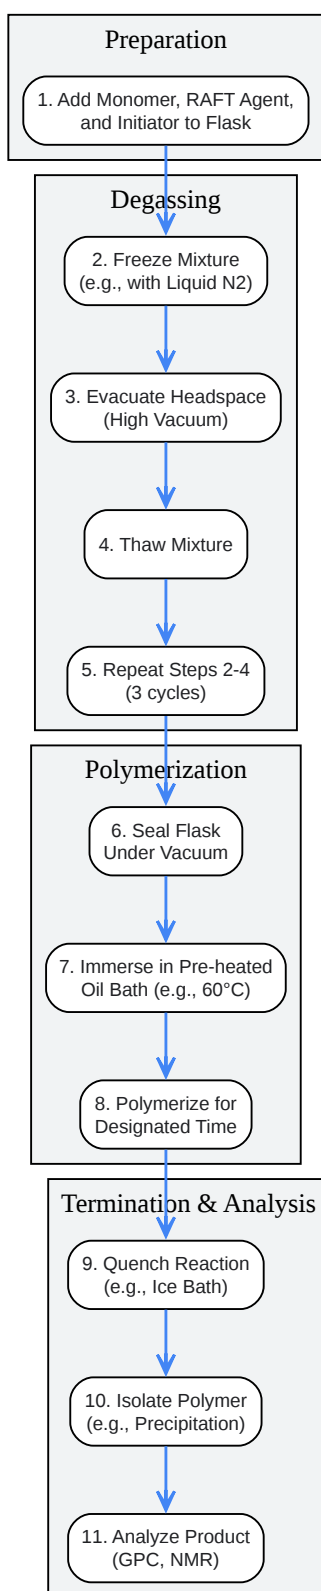 Preparation
1. Add Monomer, RAFT Agent,
and Initiator to Flask
Degassing
2. Freeze Mixture
(e.g., with Liquid N2)
3. Evacuate Headspace
(High Vacuum)
4. Thaw Mixture
5. Repeat Steps 2-4
(3 cycles)
Polymerization
6. Seal Flask
Under Vacuum
7. Immerse in Pre-heated
Oil Bath (e.g., 60°C)
8. Polymerize for
Designated Time
Termination & Analysis
9. Quench Reaction
(e.g., Ice Bath)
10. Isolate Polymer
(e.g., Precipitation)
11. Analyze Product
(GPC, NMR)